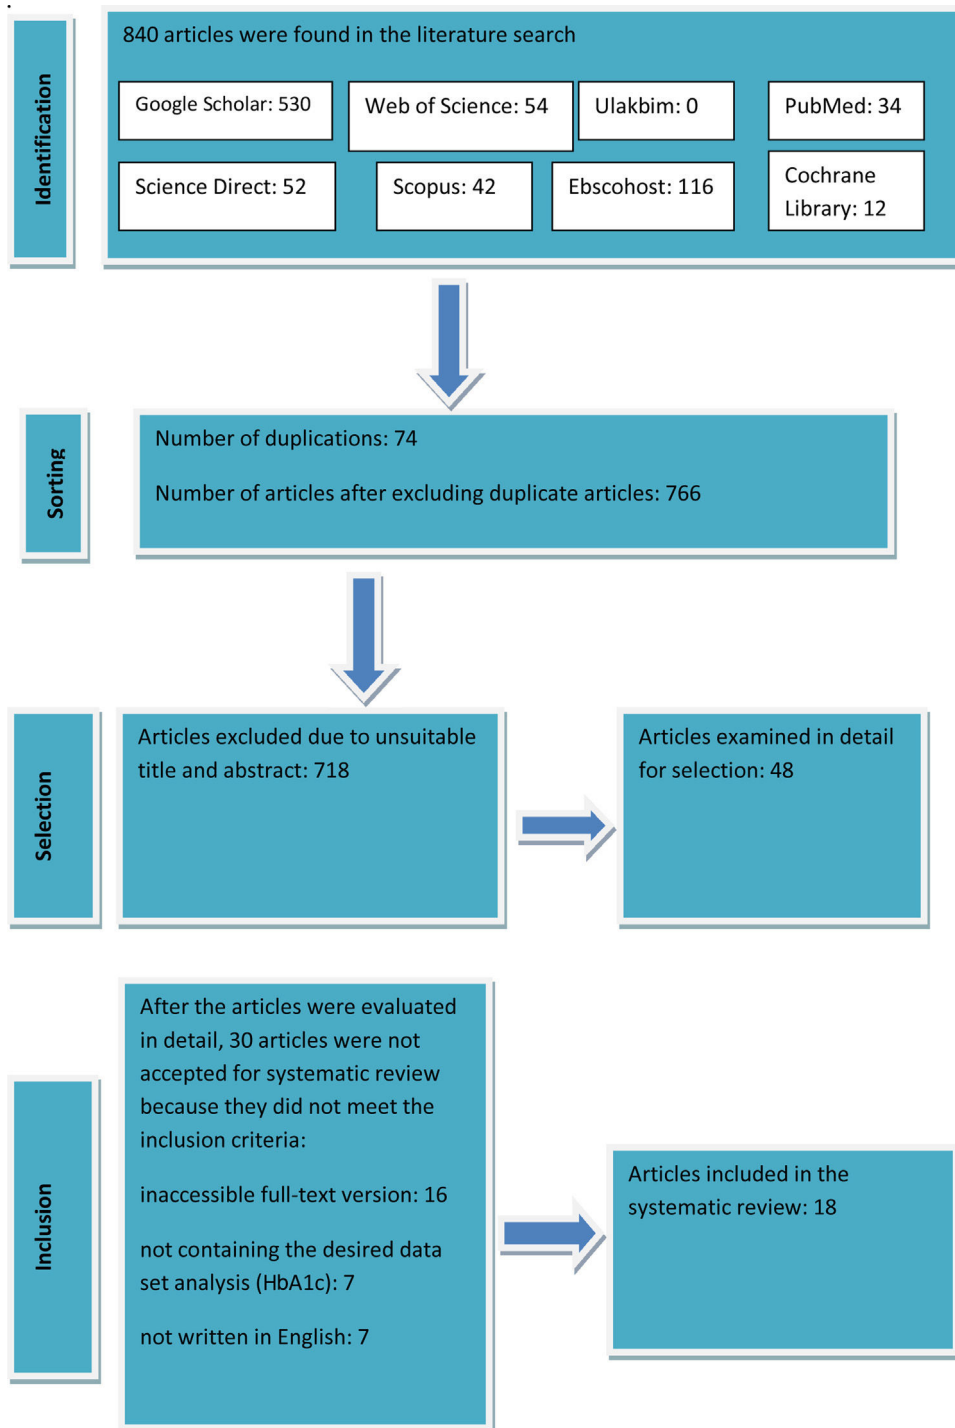 Identification
840 articles were found in the literature search
Google Scholar: 530
Web of Science: 54
Ulakbim: 0
PubMed: 34
Science Direct: 52
Scopus: 42
Ebscohost: 116
Cochrane
Library: 12
Sorting
Number of duplications: 74
Number of articles after excluding duplicate articles: 766
Selection
Articles excluded due to unsuitable
title and abstract: 718
Articles examined in detail
for selection: 48
Inclusion
After the articles were evaluated
in detail, 30 articles were not
accepted for systematic review
because they did not meet the
inclusion criteria:
inaccessible full-text version: 16
not containing the desired data
set analysis (HbA1c): 7
not written in English: 7
Articles included in the
systematic review: 18